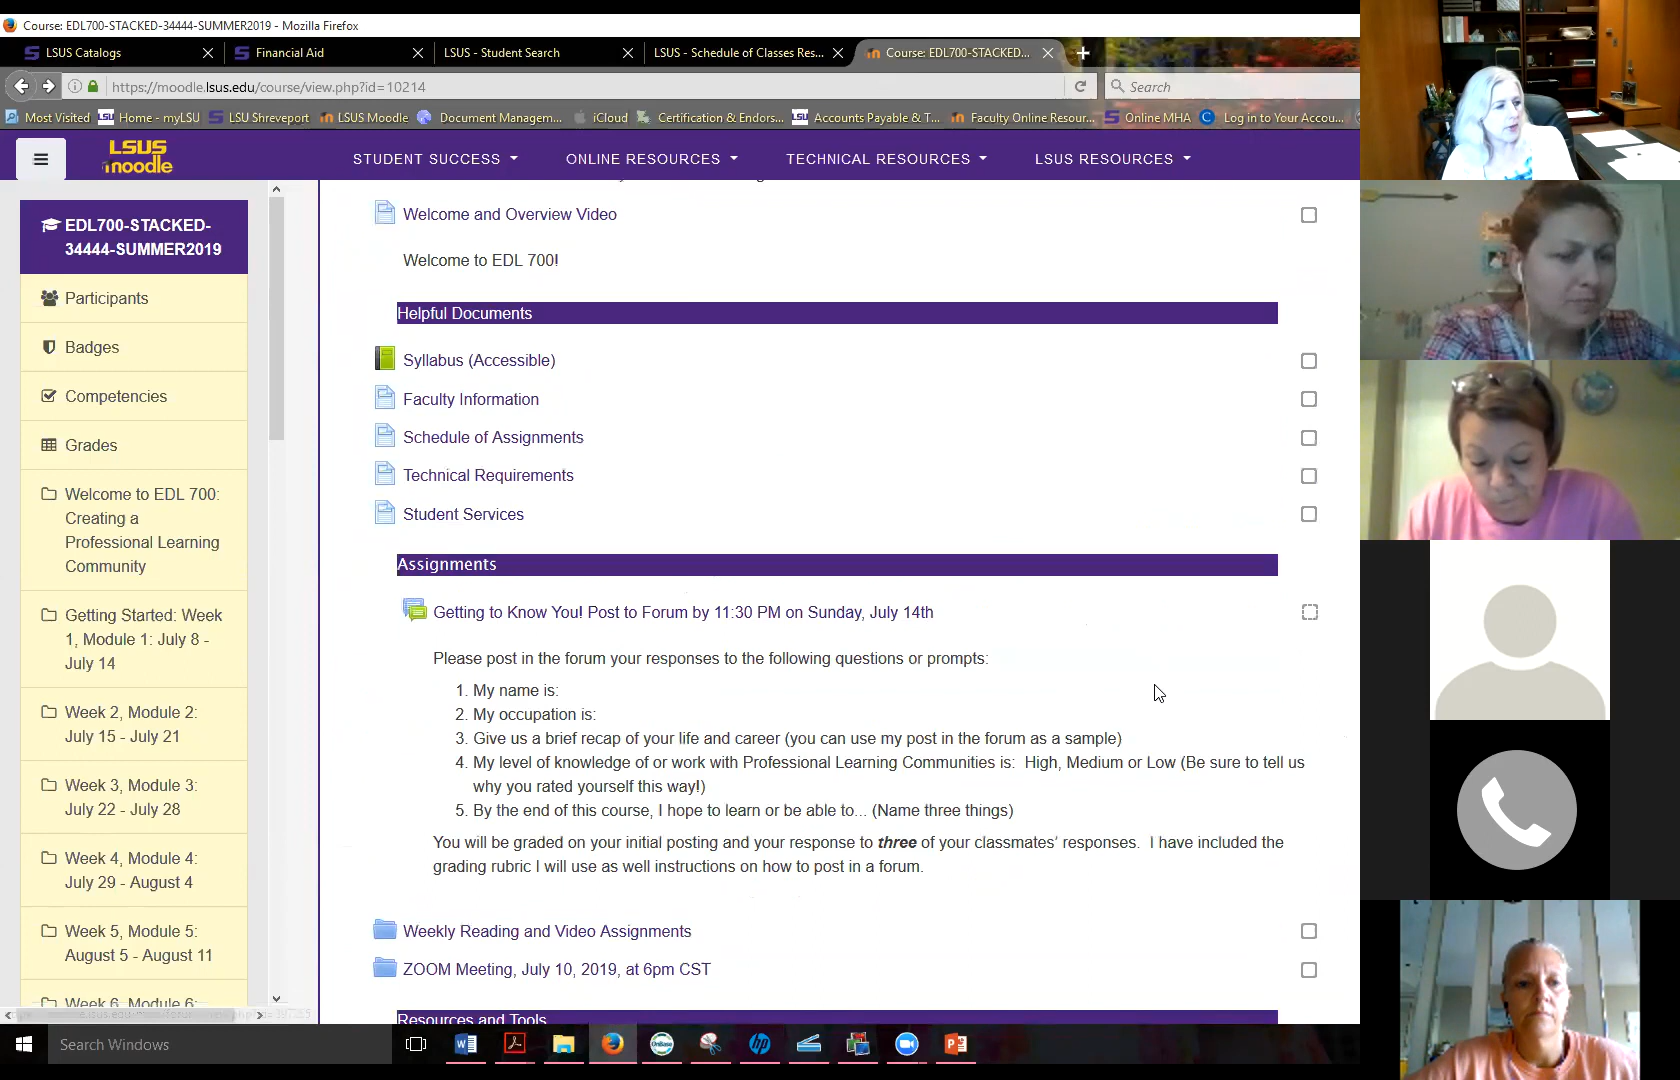 Course: EDL700-STACKED-34444-SUMMER2019 - Mozilla Firefox
LSUS Catalogs
Financial Aid
LSUS - Student Search
LSUS - Schedule of Classes Res...
Course: EDL700-STACKED...
https://moodle.lsus.edu/course/view.php?id=10214
Search
Most Visited
Home - myLSU
LSU Shreveport
LSUS Moodle
Document Managem...
iCloud
Certification & Endors...
Accounts Payable & T...
Faculty Online Resour...
Online MHA
Log in to Your Accou...
LSUS
moodle
STUDENT SUCCESS
ONLINE RESOURCES
TECHNICAL RESOURCES
LSUS RESOURCES
EDL700-STACKED-
34444-SUMMER2019
Participants
Badges
Competencies
Grades
Welcome to EDL 700:
Creating a
Professional Learning
Community
Getting Started: Week
1, Module 1: July 8 -
July 14
Week 2, Module 2:
July 15 - July 21
Week 3, Module 3:
July 22 - July 28
Week 4, Module 4:
July 29 - August 4
Week 5, Module 5:
August 5 - August 11
Week 6, Module 6:
Welcome and Overview Video
Welcome to EDL 700!
Helpful Documents
Syllabus (Accessible)
Faculty Information
Schedule of Assignments
Technical Requirements
Student Services
Assignments
Getting to Know You! Post to Forum by 11:30 PM on Sunday, July 14th
Please post in the forum your responses to the following questions or prompts:
1. My name is:
2. My occupation is:
3. Give us a brief recap of your life and career (you can use my post in the forum as a sample)
4. My level of knowledge of or work with Professional Learning Communities is:  High, Medium or Low (Be sure to tell us
why you rated yourself this way!)
5. By the end of this course, I hope to learn or be able to... (Name three things)
You will be graded on your initial posting and your response to three of your classmates' responses.  I have included the
grading rubric I will use as well instructions on how to post in a forum.
Weekly Reading and Video Assignments
ZOOM Meeting, July 10, 2019, at 6pm CST
Resources and Tools
Search Windows